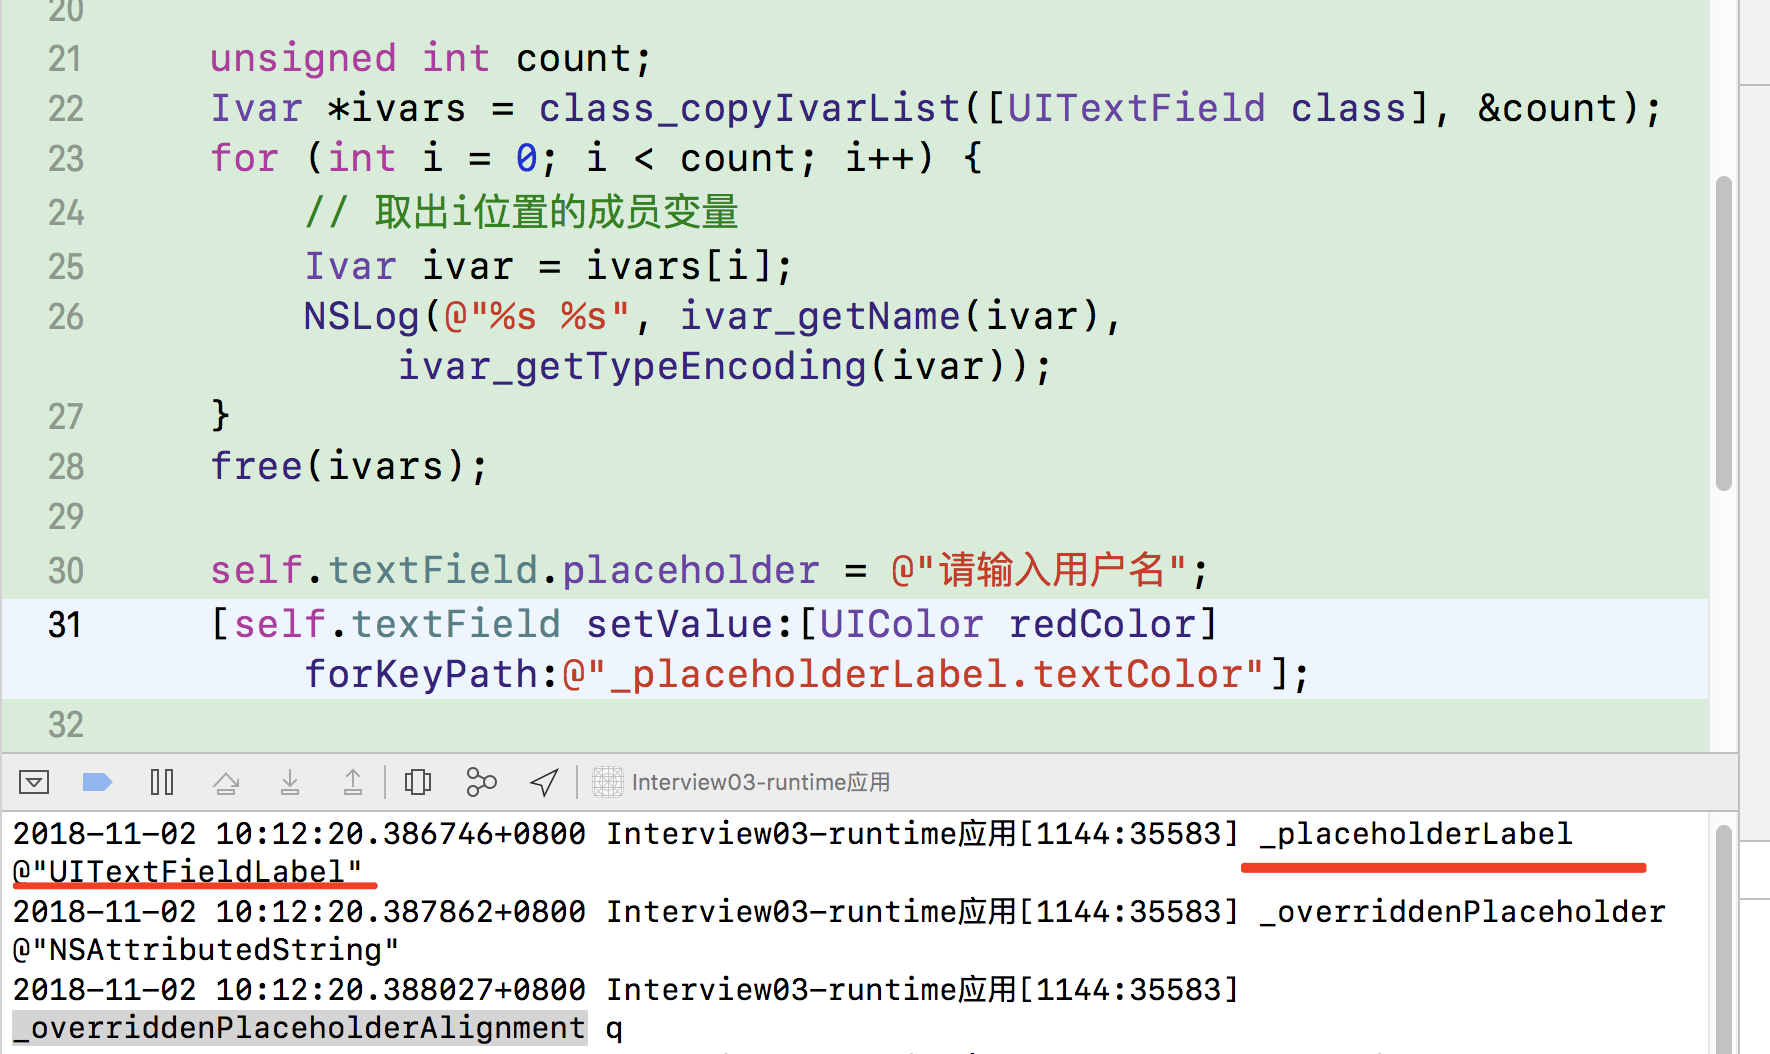 20
21 unsigned int count;
22 Ivar *ivars = class_copyIvarList([UITextField class], &count);
23 for (int i = 0; i < count; i++) {
24 // 取出i位置的成员变量
25 Ivar ivar = ivars[i];
26 NSLog(@"%s %s", ivar_getName(ivar),
ivar_getTypeEncoding(ivar));
27 }
28 free(ivars);
29
30 self.textField.placeholder = @"请输入用户名";
31 [self.textField setValue:[UIColor redColor]
forKeyPath:@"_placeholderLabel.textColor"];
32
Interview03-runtime应用
2018-11-02 10:12:20.386746+0800 Interview03-runtime应用[1144:35583] _placeholderLabel
@"UITextFieldLabel"
2018-11-02 10:12:20.387862+0800 Interview03-runtime应用[1144:35583] _overriddenPlaceholder
@"NSAttributedString"
2018-11-02 10:12:20.388027+0800 Interview03-runtime应用[1144:35583]
_overriddenPlaceholderAlignment q